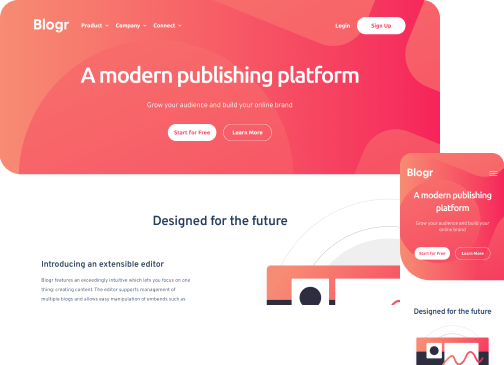 Blogr
Product Company Connect
Login Sign Up
A modern publishing platform
Grow your audience and build your online brand
Start for Free Learn More
Designed for the future
Introducing an extensible editor
Blogr features an exceedingly intuitive which lets you focus on one
thing: creating content. The editor supports management of
multiple blogs and allows easy manipulation of embends such as
Blogr
A modern publishing
platform
Grow your audience and build your
online brand
Start for Free Learn More
Designed for the future